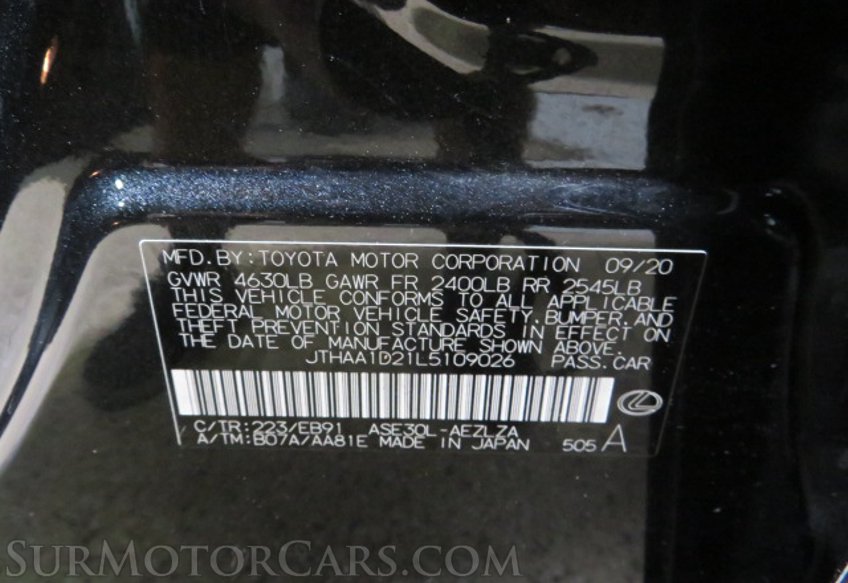 MFD. BY: TOYOTA MOTOR CORPORATION 09/20
GVWR 4630LB GAWR FR 2400LB RR 2545LB
THIS VEHICLE CONFORMS TO ALL APPLICABLE
FEDERAL MOTOR VEHICLE SAFETY, BUMPER, AND
THEFT PREVENTION STANDARDS IN EFFECT ON
THE DATE OF MANUFACTURE SHOWN ABOVE.
JTHAA1D21L5109026 PASS. CAR
C/TR: 223/EB91 ASE30L-AEZLZA
A/TM: B07A/AA81E MADE IN JAPAN 505 A
SURMOTORCARS.COM